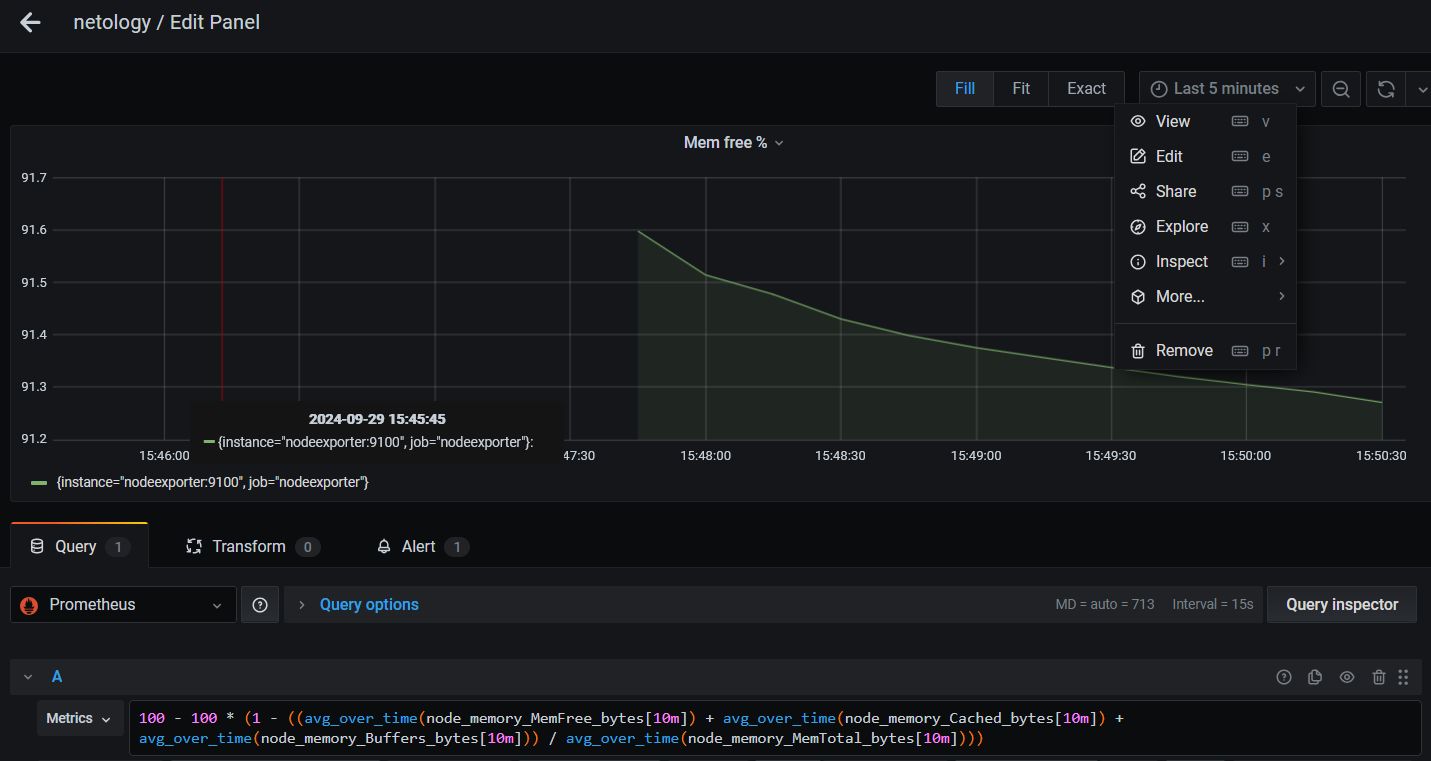 netology / Edit Panel
Fill Fit Exact Last 5 minutes
View v
Edit e
Share p s
Explore x
Inspect i
More...
Remove p r
Mem free %
91.7
91.6
91.5
91.4
91.3
91.2
2024-09-29 15:45:45
{instance="nodeexporter:9100", job="nodeexporter"}:
15:46:00 47:30 15:48:00 15:48:30 15:49:00 15:49:30 15:50:00 15:50:30
{instance="nodeexporter:9100", job="nodeexporter"}
Query 1 Transform 0 Alert 1
Prometheus Query options MD = auto = 713 Interval = 15s Query inspector
A
Metrics 100 - 100 * (1 - ((avg_over_time(node_memory_MemFree_bytes[10m]) + avg_over_time(node_memory_Cached_bytes[10m]) +
avg_over_time(node_memory_Buffers_bytes[10m])) / avg_over_time(node_memory_MemTotal_bytes[10m])))